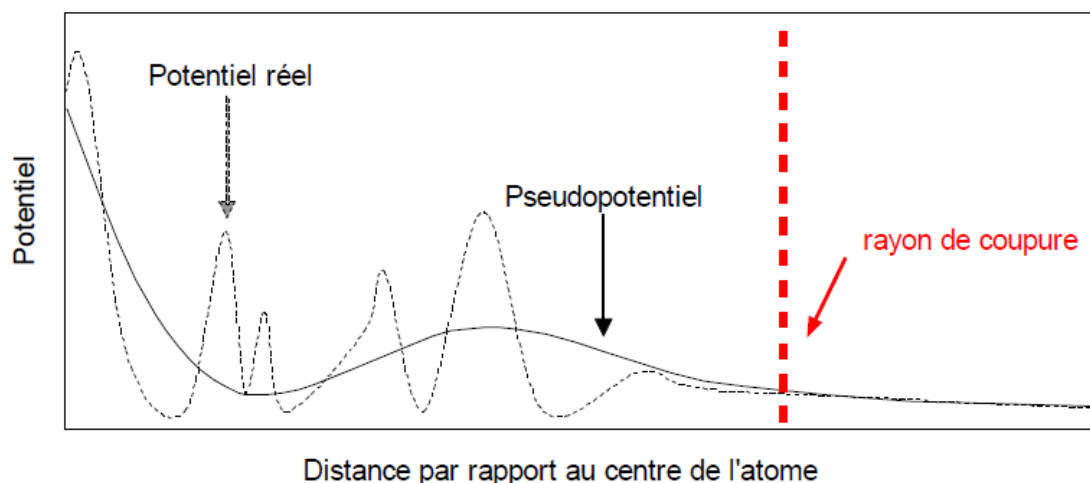 Potentiel réel
Pseudopotentiel
rayon de coupure
Potentiel
Distance par rapport au centre de l'atome